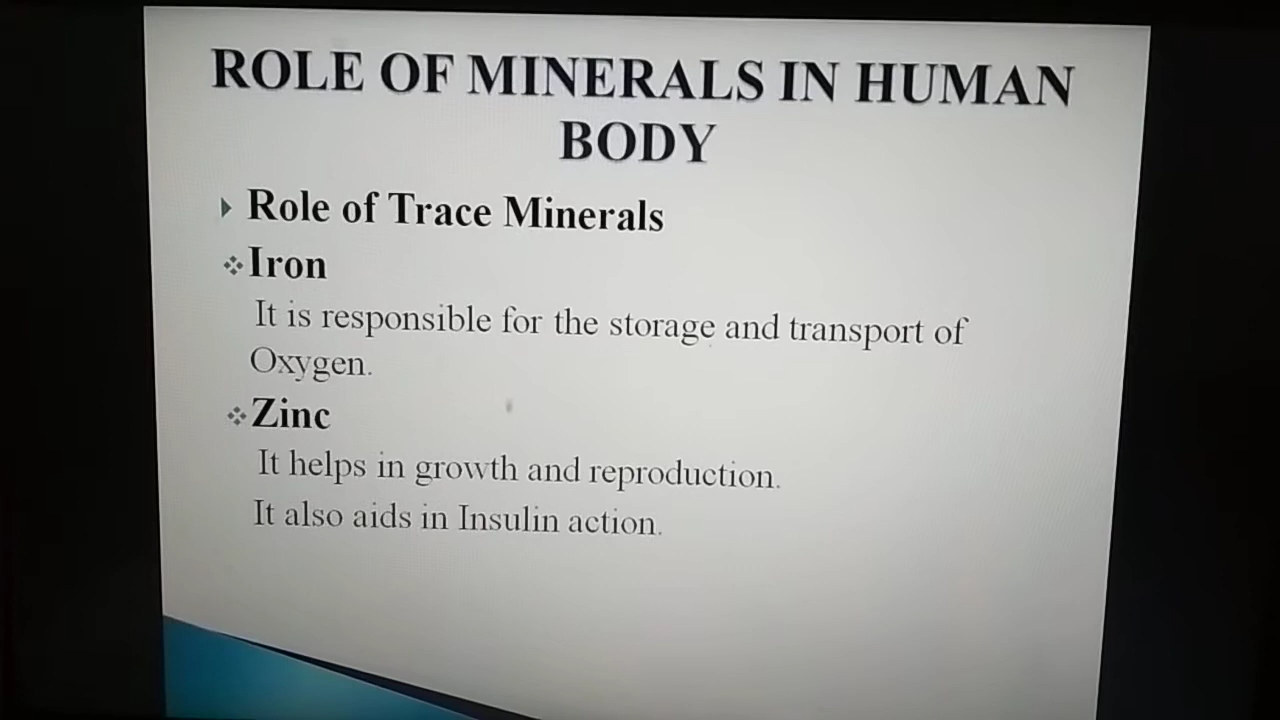 ROLE OF MINERALS IN HUMAN
BODY
Role of Trace Minerals
Iron
It is responsible for the storage and transport of
Oxygen.
Zinc
It helps in growth and reproduction.
It also aids in Insulin action.